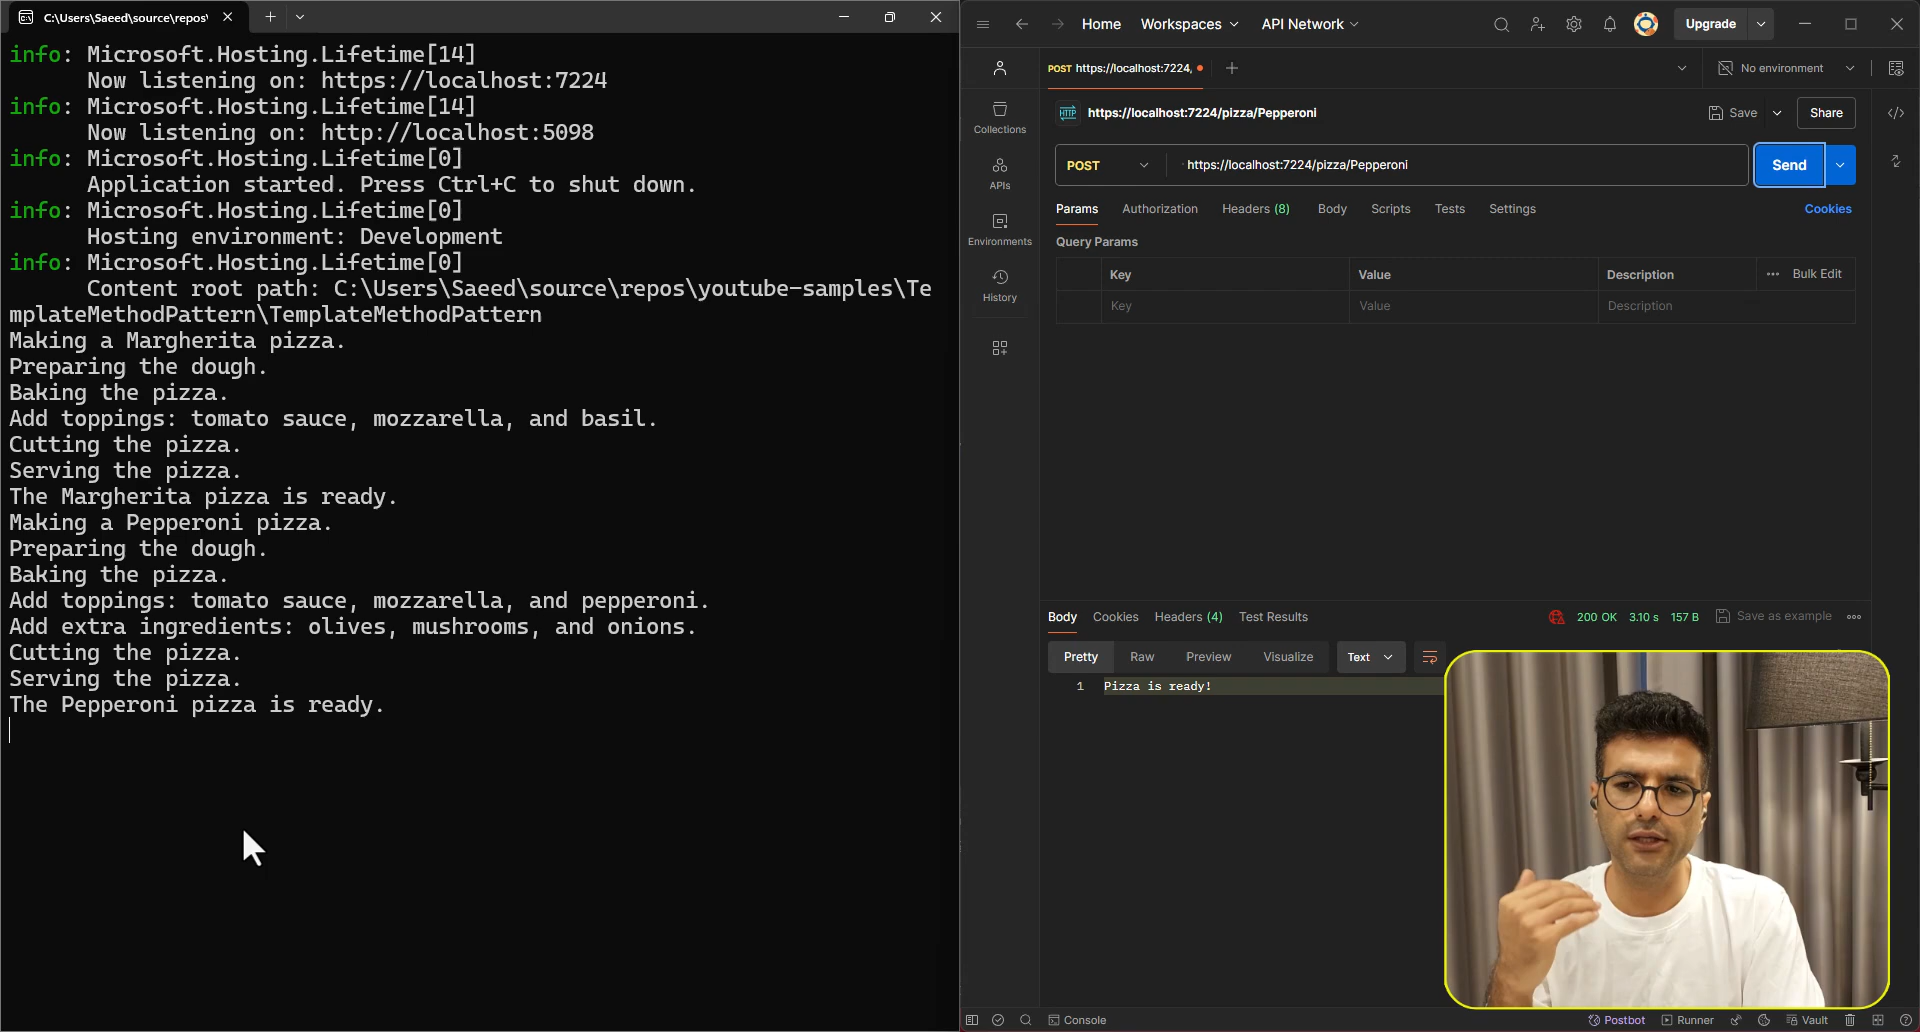 C:\Users\Saeed\source\repos\
info: Microsoft.Hosting.Lifetime[14]
Now listening on: https://localhost:7224
info: Microsoft.Hosting.Lifetime[14]
Now listening on: http://localhost:5098
info: Microsoft.Hosting.Lifetime[0]
Application started. Press Ctrl+C to shut down.
info: Microsoft.Hosting.Lifetime[0]
Hosting environment: Development
info: Microsoft.Hosting.Lifetime[0]
Content root path: C:\Users\Saeed\source\repos\youtube-samples\Te
mplateMethodPattern\TemplateMethodPattern
Making a Margherita pizza.
Preparing the dough.
Baking the pizza.
Add toppings: tomato sauce, mozzarella, and basil.
Cutting the pizza.
Serving the pizza.
The Margherita pizza is ready.
Making a Pepperoni pizza.
Preparing the dough.
Baking the pizza.
Add toppings: tomato sauce, mozzarella, and pepperoni.
Add extra ingredients: olives, mushrooms, and onions.
Cutting the pizza.
Serving the pizza.
The Pepperoni pizza is ready.
Home Workspaces API Network Upgrade
POST https://localhost:7224, No environment
HTTP https://localhost:7224/pizza/Pepperoni Save Share
POST https://localhost:7224/pizza/Pepperoni Send
Params Authorization Headers (8) Body Scripts Tests Settings Cookies
Query Params
Key Value Description Bulk Edit
Key Value Description
Collections
APIs
Environments
History
Body Cookies Headers (4) Test Results 200 OK 3.10 s 157 B Save as example
Pretty Raw Preview Visualize Text
1 Pizza is ready!
Console Postbot Runner Vault